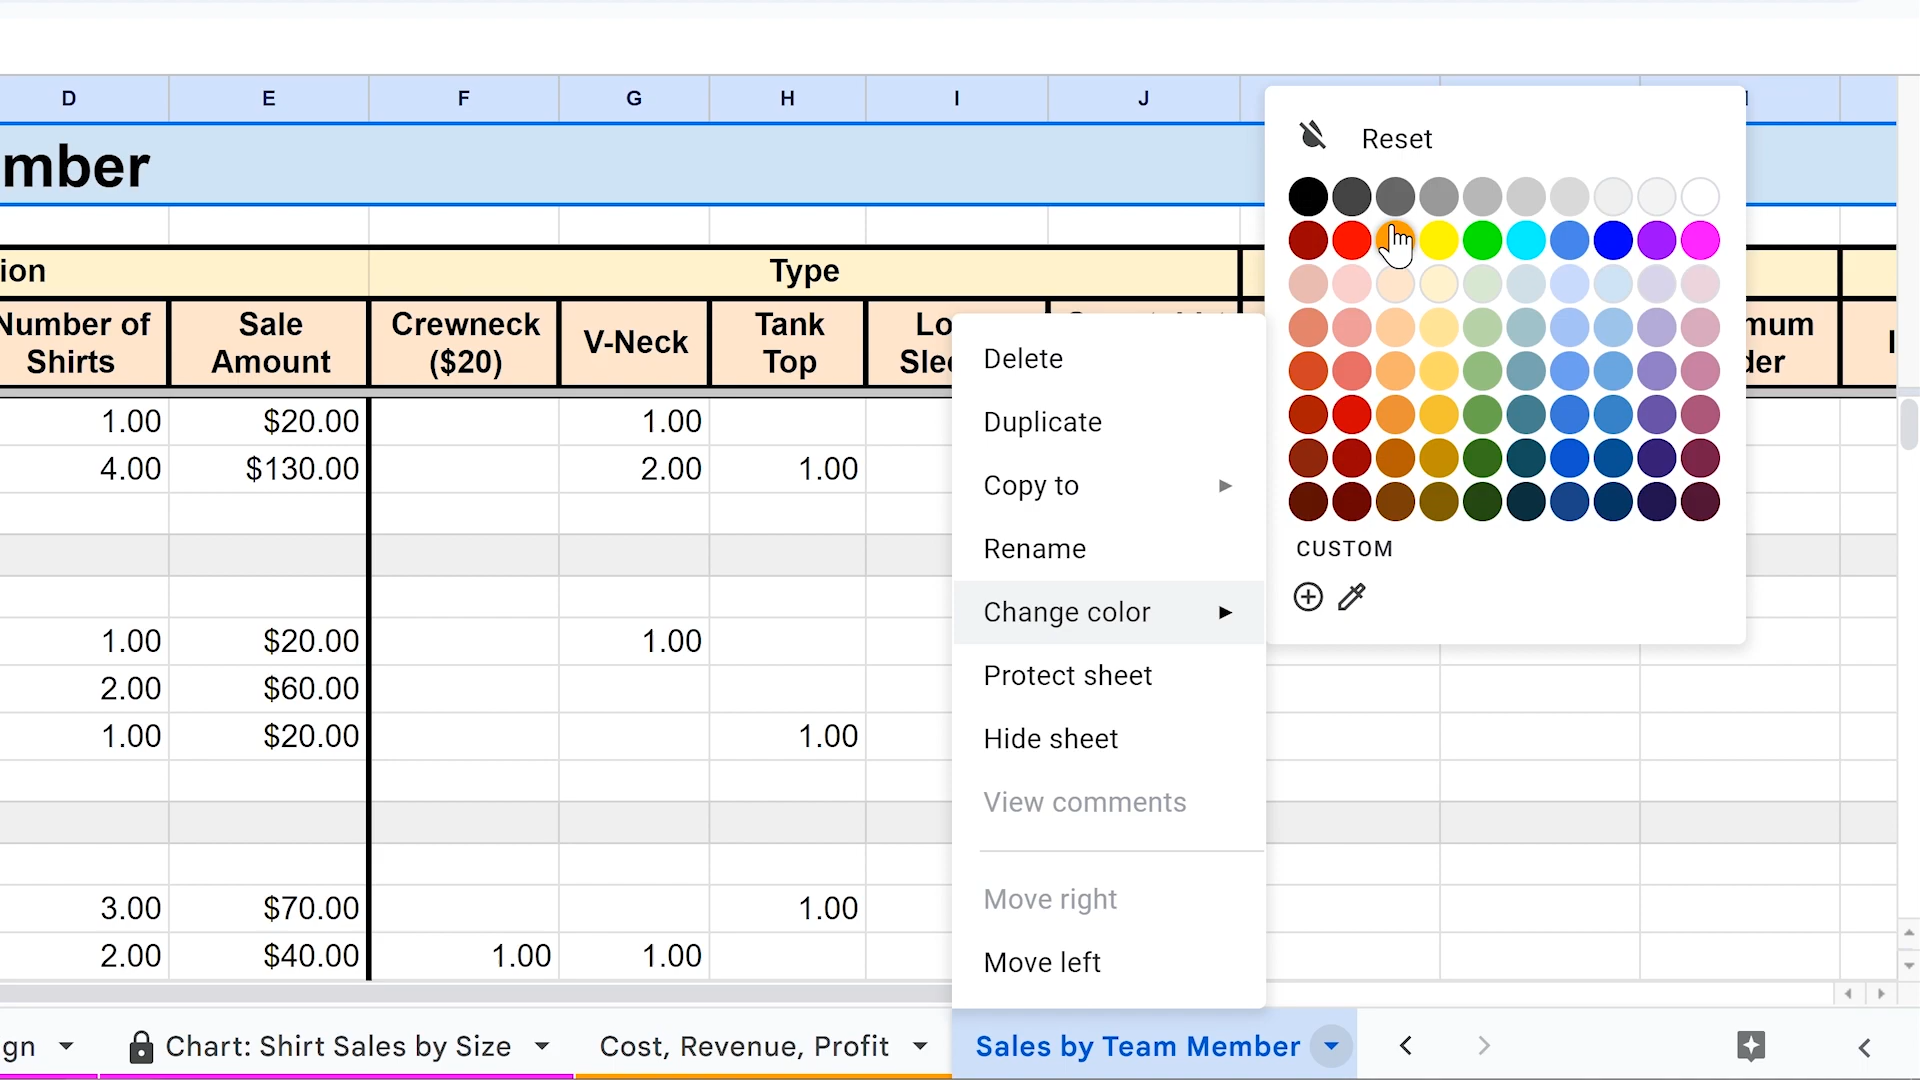 D E F G H I J
mber
ion Type
Number of Shirts Sale Amount Crewneck ($20) V-Neck Tank Top
1.00 $20.00 1.00
4.00 $130.00 2.00 1.00
1.00 $20.00 1.00
2.00 $60.00
1.00 $20.00 1.00
3.00 $70.00 1.00
2.00 $40.00 1.00 1.00
Delete
Duplicate
Copy to
Rename
Change color
Protect sheet
Hide sheet
View comments
Move right
Move left
Reset
CUSTOM
gn Chart: Shirt Sales by Size Cost, Revenue, Profit Sales by Team Member